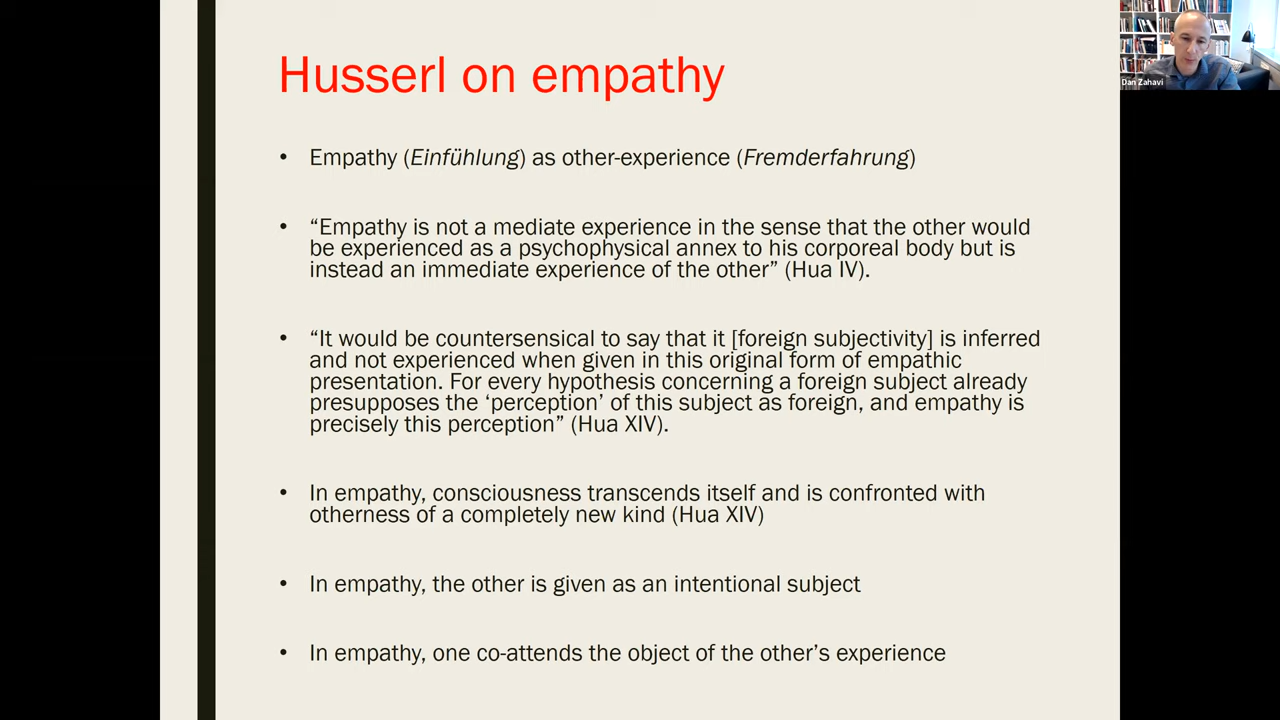 Husserl on empathy
Dan Zahavi
• Empathy (Einfühlung) as other-experience (Fremderfahrung)
• “Empathy is not a mediate experience in the sense that the other would
be experienced as a psychophysical annex to his corporeal body but is
instead an immediate experience of the other” (Hua IV).
• “It would be countersensical to say that it [foreign subjectivity] is inferred
and not experienced when given in this original form of empathic
presentation. For every hypothesis concerning a foreign subject already
presupposes the ‘perception’ of this subject as foreign, and empathy is
precisely this perception” (Hua XIV).
• In empathy, consciousness transcends itself and is confronted with
otherness of a completely new kind (Hua XIV)
• In empathy, the other is given as an intentional subject
• In empathy, one co-attends the object of the other’s experience